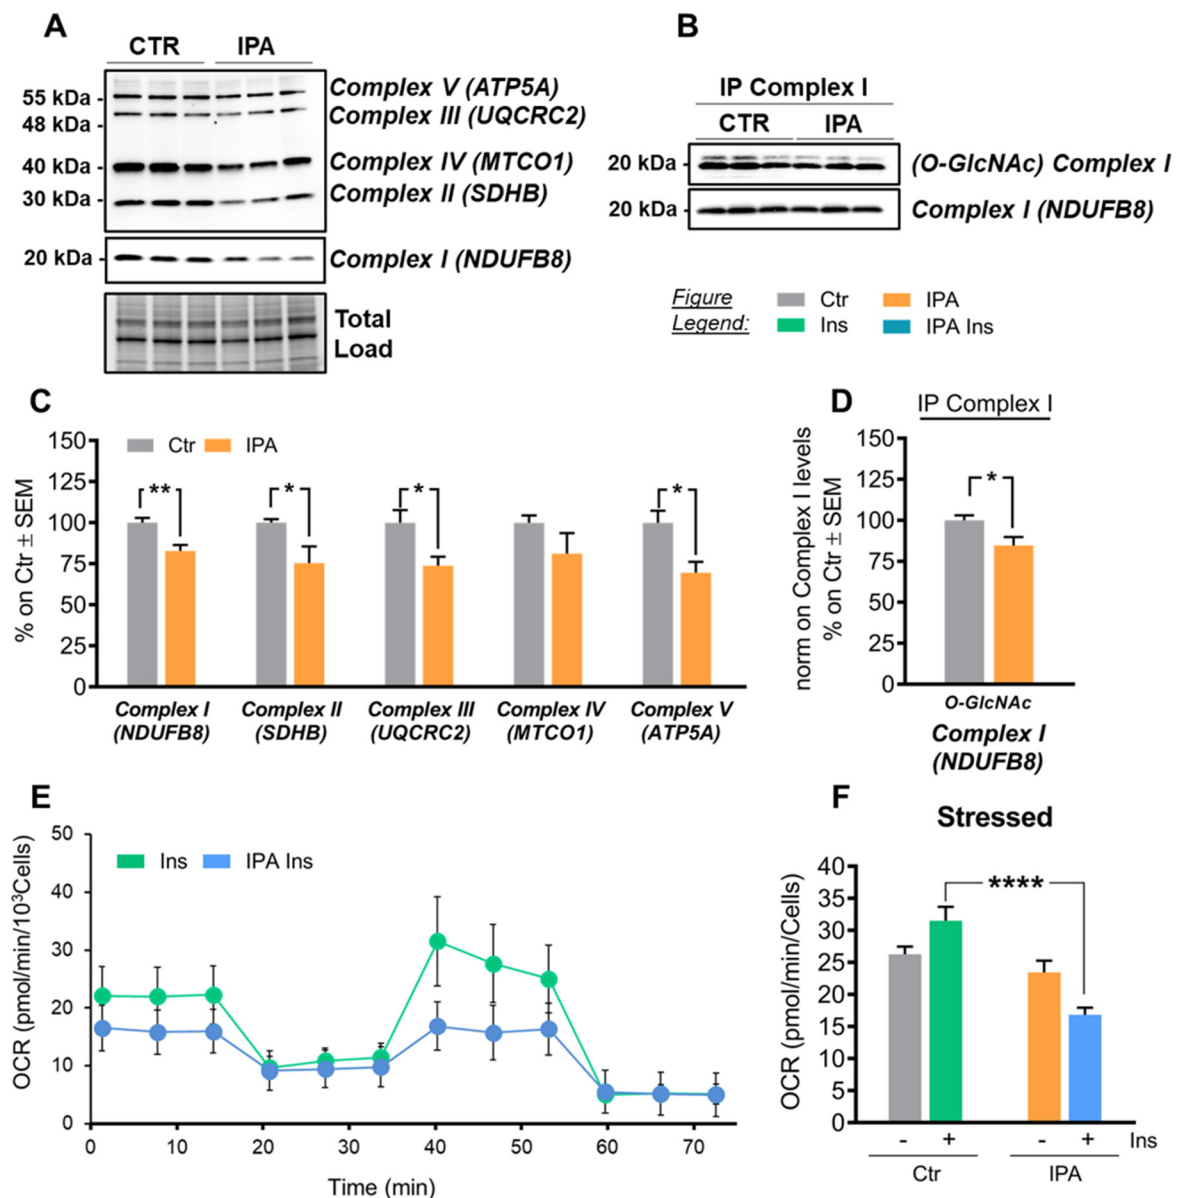 A
CTR IPA
55 kDa
48 kDa
40 kDa
30 kDa
20 kDa
Complex V (ATP5A)
Complex III (UQCRC2)
Complex IV (MTCO1)
Complex II (SDHB)
Complex I (NDUFB8)
Total
Load
B
IP Complex I
CTR IPA
20 kDa (O-GlcNAc) Complex I
20 kDa Complex I (NDUFB8)
Figure Ctr IPA
Legend: Ins IPA Ins
C
Ctr IPA
% on Ctr ± SEM
150
125
100
75
50
25
0
** * * *
Complex I Complex II Complex III Complex IV Complex V
(NDUFB8) (SDHB) (UQCRC2) (MTCO1) (ATP5A)
D
IP Complex I
norm on Complex I levels
% on Ctr ± SEM
150
125
100
75
50
25
0
*
O-GlcNAc
Complex I
(NDUFB8)
E
Ins IPA Ins
OCR (pmol/min/10³Cells)
50
40
30
20
10
0
0 10 20 30 40 50 60 70
Time (min)
F
Stressed
OCR (pmol/min/Cells)
40
35
30
25
20
15
10
5
0
****
- + - + Ins
Ctr IPA